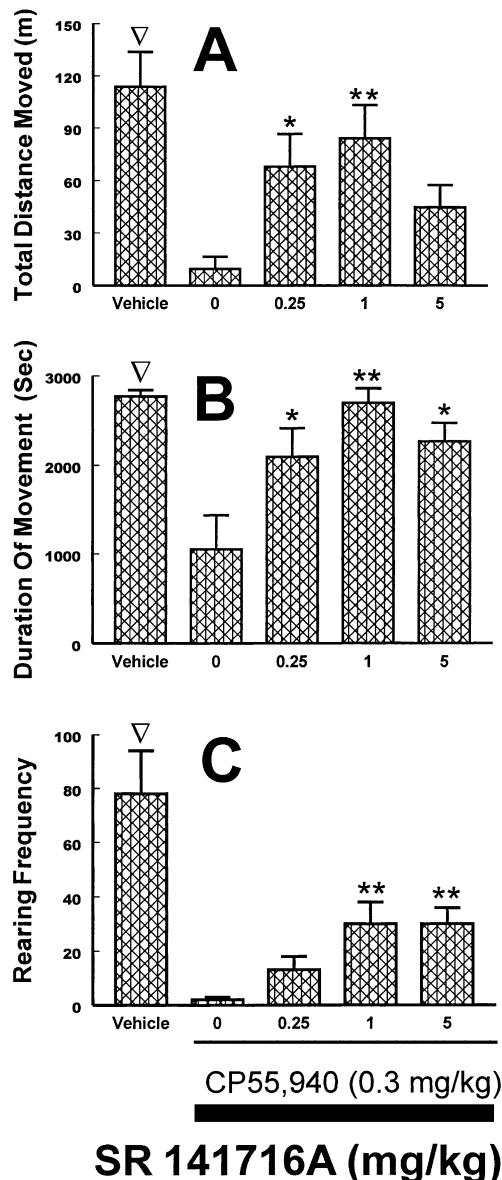 Total Distance Moved (m)
150
120
90
60
30
0
▽
A
*
**
Vehicle 0 0.25 1 5
Duration Of Movement (Sec)
3000
2000
1000
0
▽
B
*
**
*
Vehicle 0 0.25 1 5
Rearing Frequency
100
80
60
40
20
0
▽
C
**
**
Vehicle 0 0.25 1 5
CP55,940 (0.3 mg/kg)
SR 141716A (mg/kg)